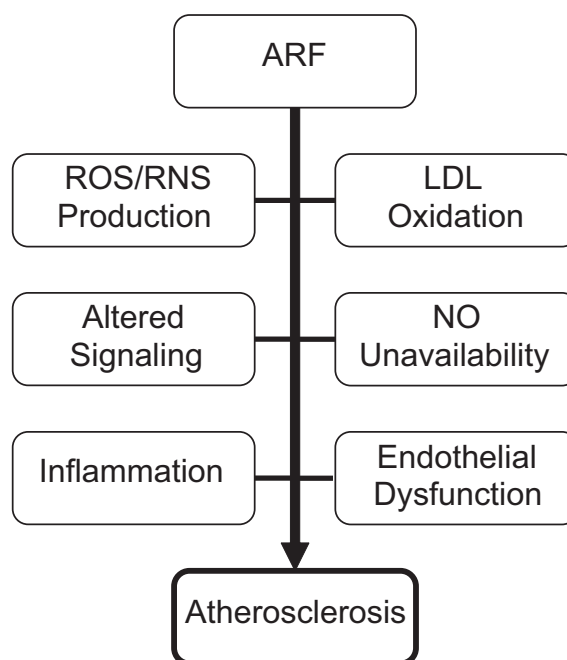 ARF
ROS/RNS
Production
LDL
Oxidation
Altered
Signaling
NO
Unavailability
Inflammation
Endothelial
Dysfunction
Atherosclerosis